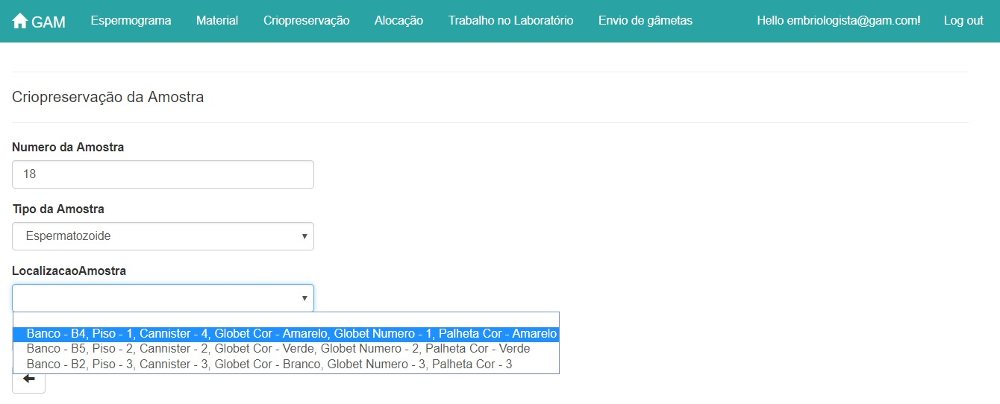 GAM Espermograma Material Criopreservação Alocação Trabalho no Laboratório Envio de gâmetas Hello embriologista@gam.com! Log out
Criopreservação da Amostra
Numero da Amostra
18
Tipo da Amostra
Espermatozoide
LocalizacaoAmostra
Banco - B4, Piso - 1, Cannister - 4, Globet Cor - Amarelo, Globet Numero - 1, Palheta Cor - Amarelo
Banco - B5, Piso - 2, Cannister - 2, Globet Cor - Verde, Globet Numero - 2, Palheta Cor - Verde
Banco - B2, Piso - 3, Cannister - 3, Globet Cor - Branco, Globet Numero - 3, Palheta Cor - 3